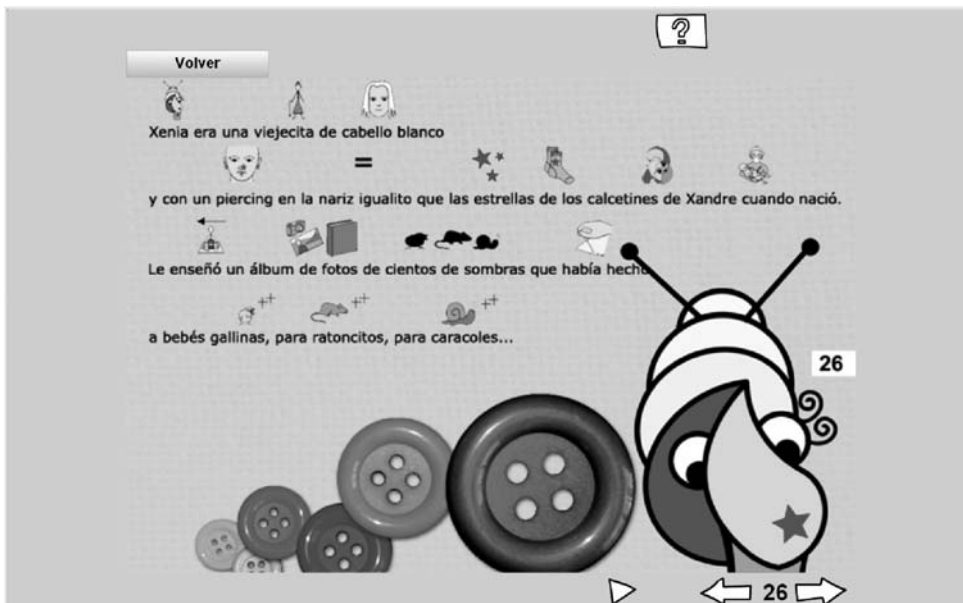 ?
Volver
Xenia era una viejecita de cabello blanco
=
y con un piercing en la nariz igualito que las estrellas de los calcetines de Xandre cuando nació.
Le enseñó un álbum de fotos de cientos de sombras que había hecho
a bebés gallinas, para ratoncitos, para caracoles...
26
26